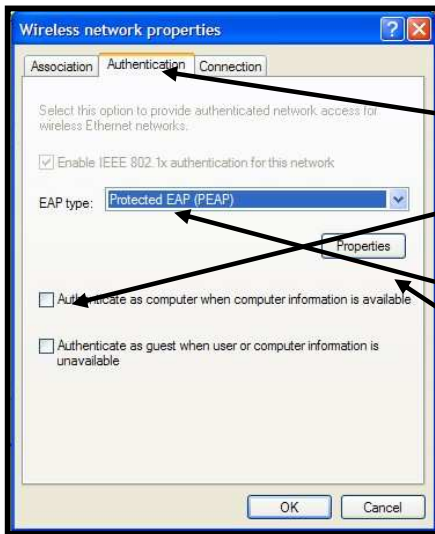 Wireless network properties
Association Authentication Connection
Select this option to provide authenticated network access for
wireless Ethernet networks.
Enable IEEE 802.1x authentication for this network
EAP type: Protected EAP (PEAP)
Properties
Authenticate as computer when computer information is available
Authenticate as guest when user or computer information is
unavailable
OK Cancel